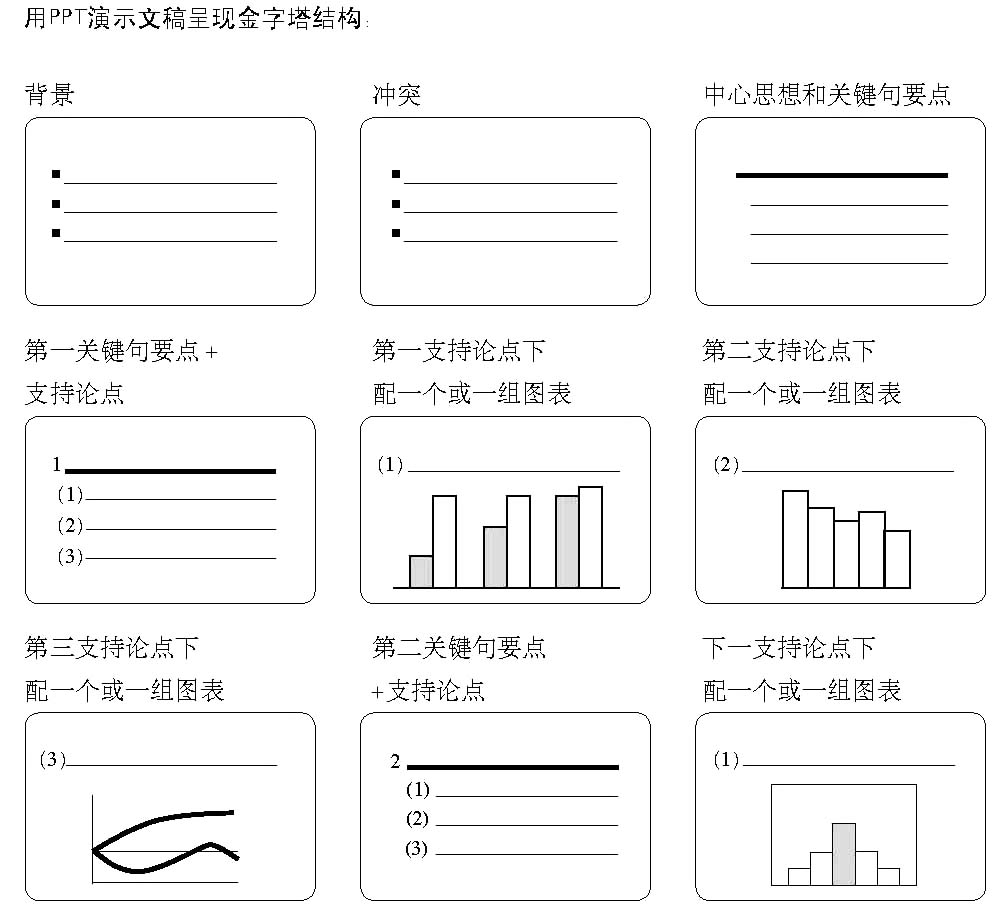 用PPT演示文稿呈现金字塔结构：
背景
冲突
中心思想和关键句要点
第一关键句要点+
支持论点
第一支持论点下
配一个或一组图表
第二支持论点下
配一个或一组图表
1
(1)
(2)
(3)
(1)
(2)
第三支持论点下
配一个或一组图表
第二关键句要点
+支持论点
下一支持论点下
配一个或一组图表
(3)
2
(1)
(2)
(3)
(1)